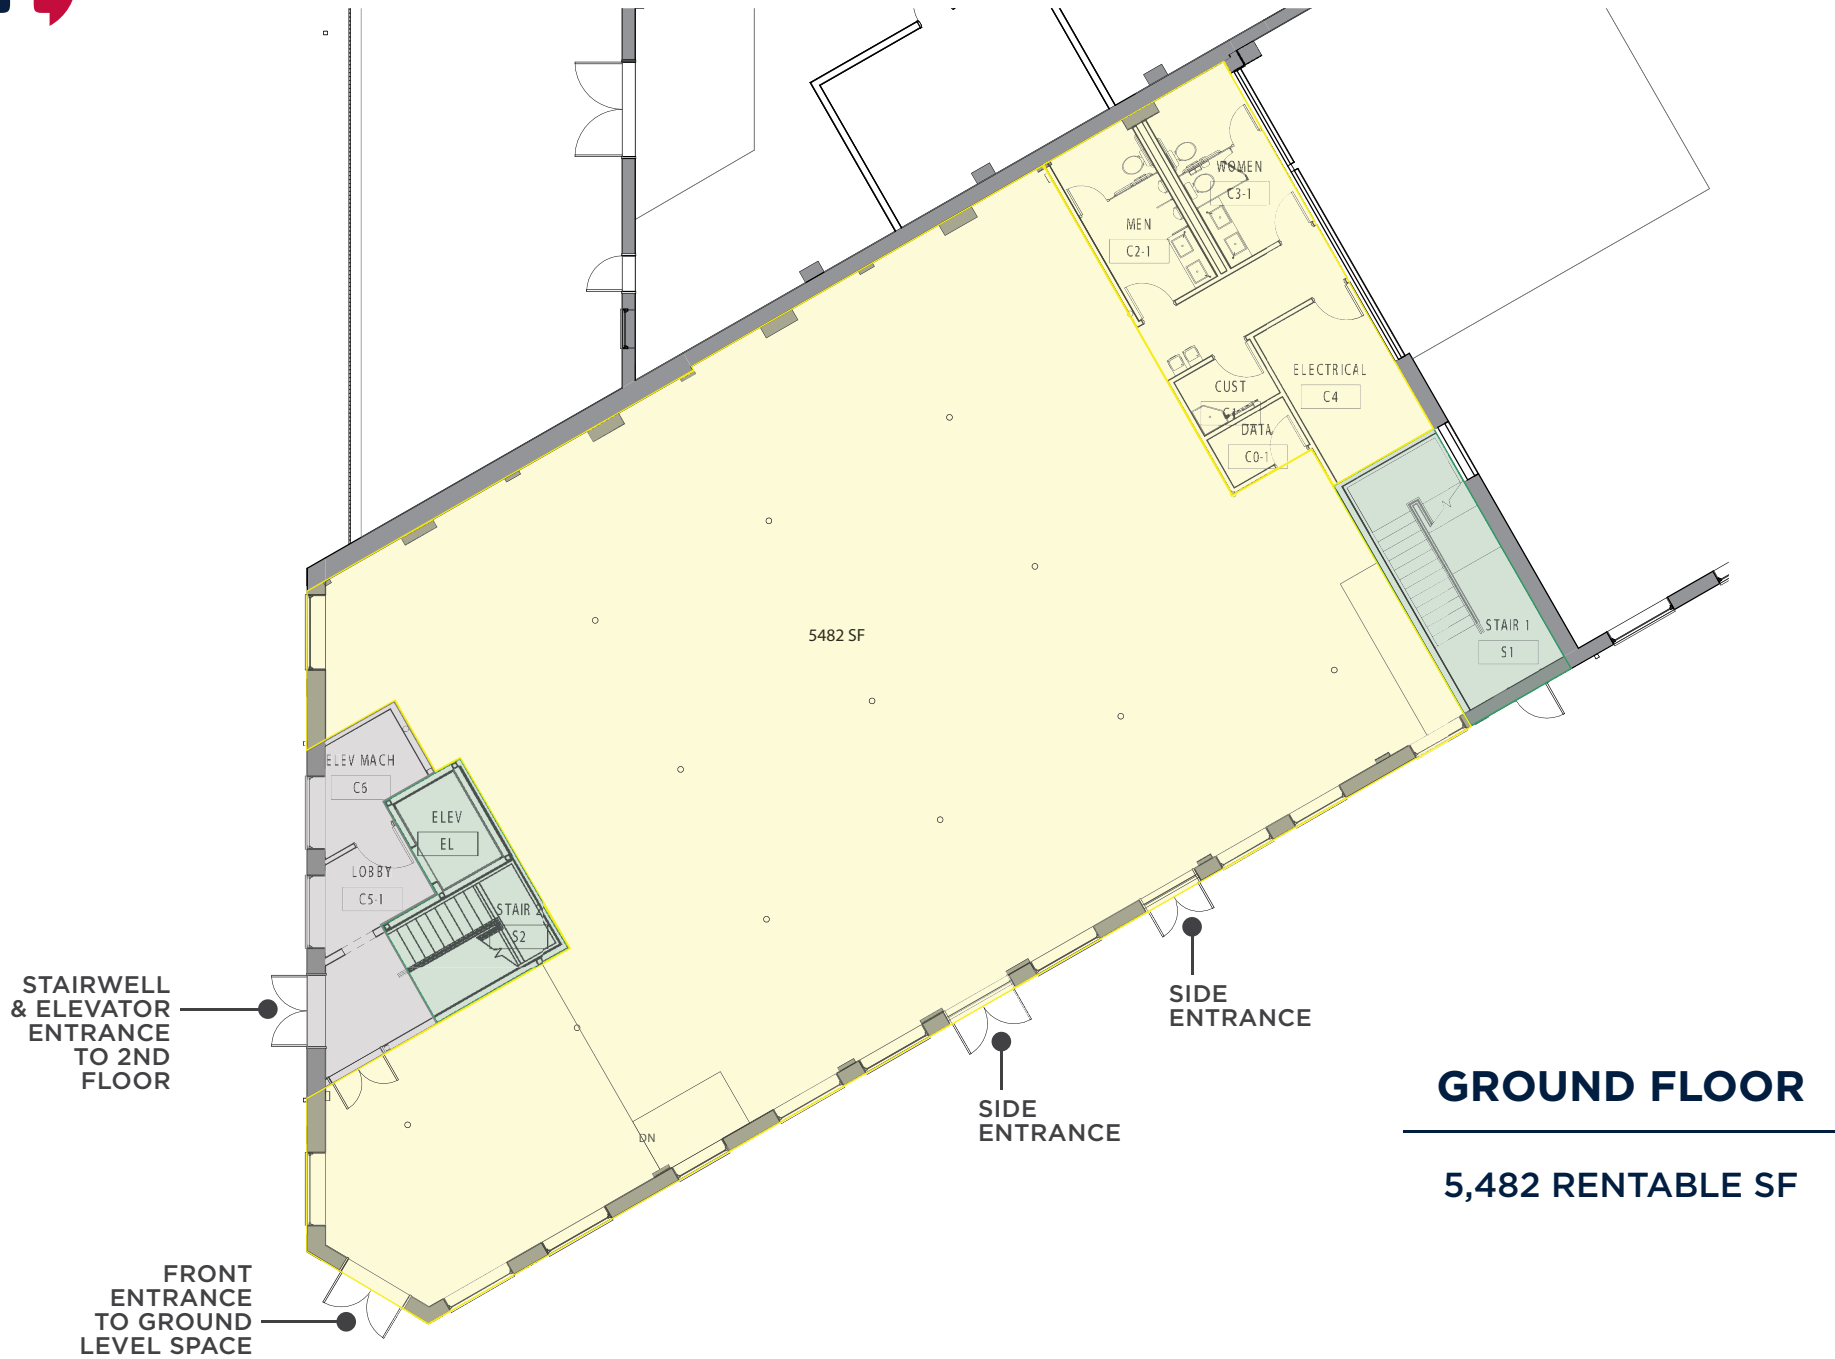 WOMEN
C3-1
MEN
C2-1
ELECTRICAL
C4
CUST
DATA
C0-1
5482 SF
STAIR 1
S1
ELEV MACH
C6
ELEV
EL
LOBBY
C5-1
STAIR 2
S2
STAIRWELL
& ELEVATOR
ENTRANCE
TO 2ND
FLOOR
SIDE
ENTRANCE
SIDE
ENTRANCE
DN
GROUND FLOOR
5,482 RENTABLE SF
FRONT
ENTRANCE
TO GROUND
LEVEL SPACE